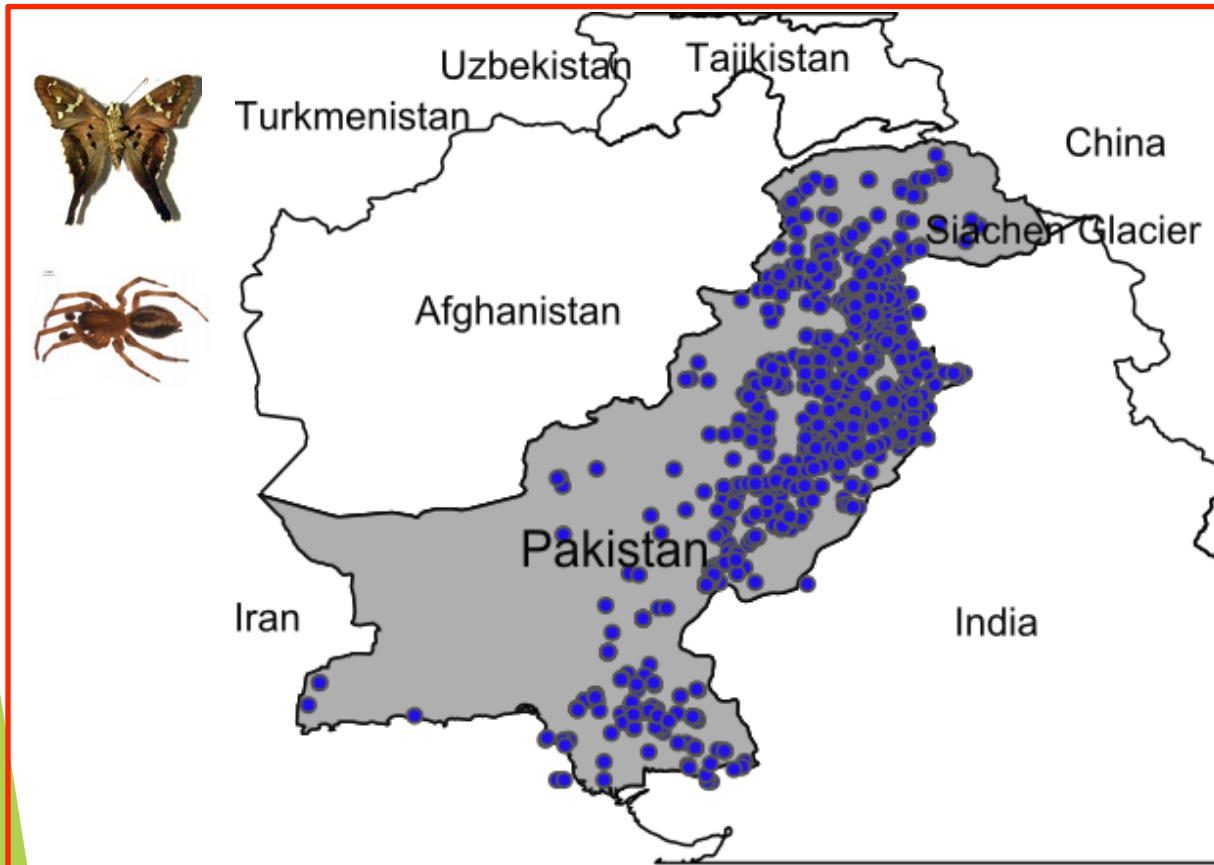 Uzbekistan
Tajikistan
Turkmenistan
China
Siachen Glacier
Afghanistan
Pakistan
Iran
India